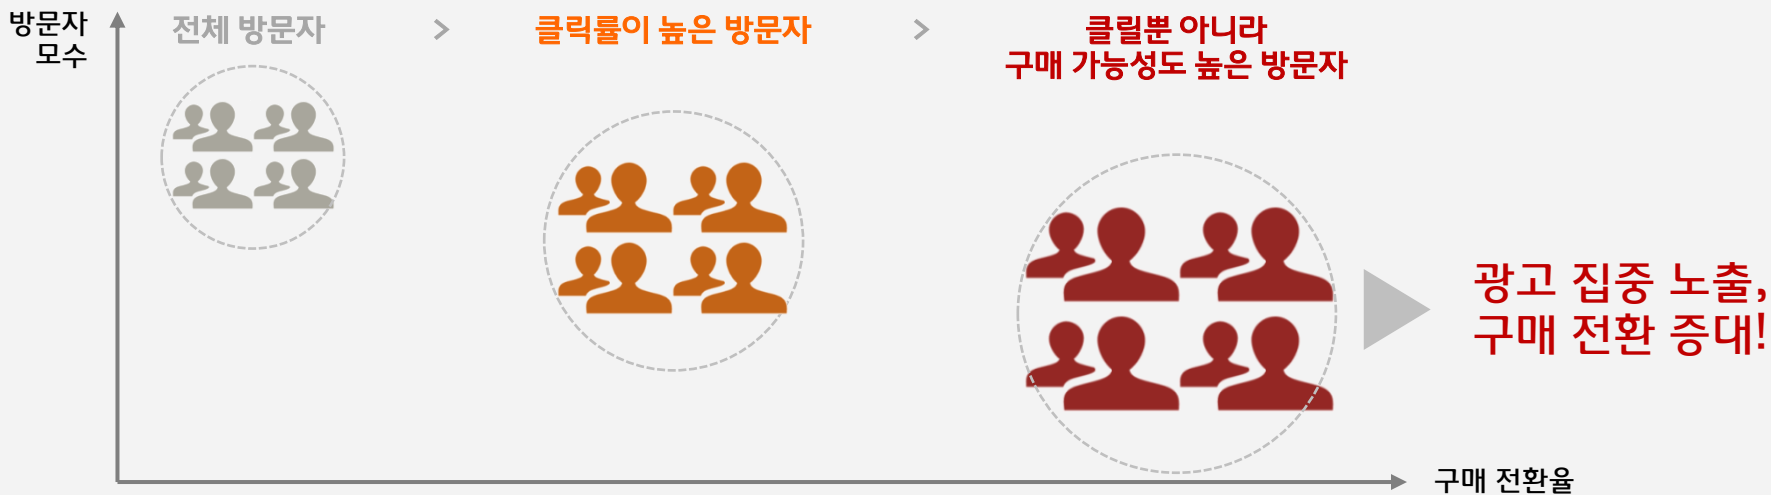 방문자
모수
전체 방문자
>
클릭률이 높은 방문자
>
클릴뿐 아니라
구매 가능성도 높은 방문자
광고 집중 노출,
구매 전환 증대!
구매 전환율